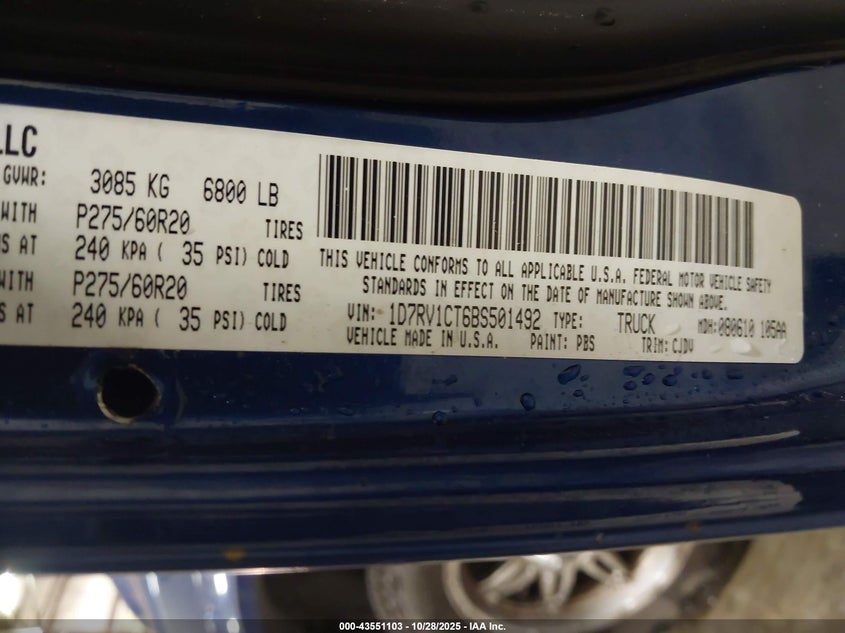 LLC
GVWR: 3085 KG 6800 LB
WITH P275/60R20 TIRES
S AT 240 KPA ( 35 PSI) COLD
WITH P275/60R20 TIRES
S AT 240 KPA ( 35 PSI) COLD
THIS VEHICLE CONFORMS TO ALL APPLICABLE U.S.A. FEDERAL MOTOR VEHICLE SAFETY
STANDARDS IN EFFECT ON THE DATE OF MANUFACTURE SHOWN ABOVE.
VIN: 1D7RV1CT6BS501492 TYPE: TRUCK MDH:080610 105AA
VEHICLE MADE IN U.S.A. PAINT: PBS TRIM: CJDV
000-43551103 | 10/28/2025 - IAA Inc.